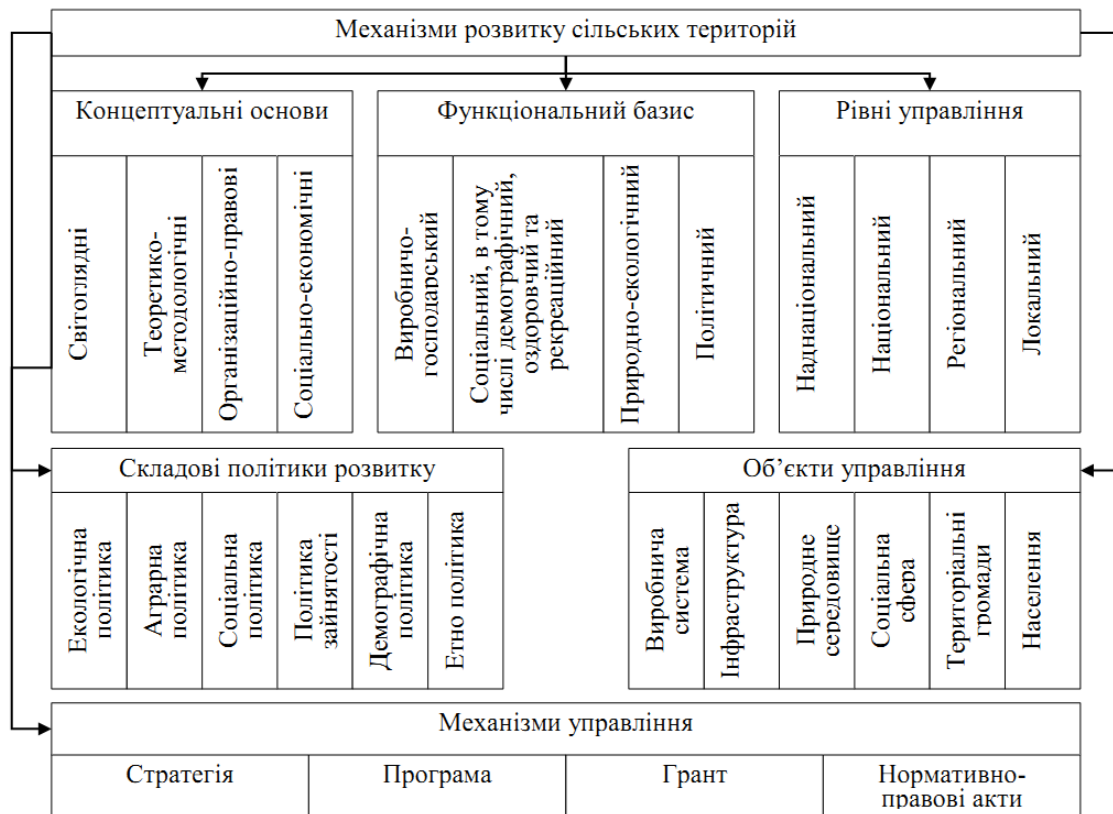 Механізми розвитку сільських територій
Концептуальні основи
Світоглядні
Теоретико-
методологічні
Організаційно-правові
Соціально-економічні
Функціональний базис
Виробничо-
господарський
Соціальний, в тому
числі демографічний,
оздоровчий та
рекреаційний
Природно-екологічний
Політичний
Рівні управління
Наднаціональний
Національний
Регіональний
Локальний
Складові політики розвитку
Екологічна
політика
Аграрна
політика
Соціальна
політика
Політика
зайнятості
Демографічна
політика
Етно політика
Об’єкти управління
Виробнича
система
Інфраструктура
Природне
середовище
Соціальна
сфера
Територіальні
громади
Населення
Механізми управління
Стратегія
Програма
Грант
Нормативно-
правові акти